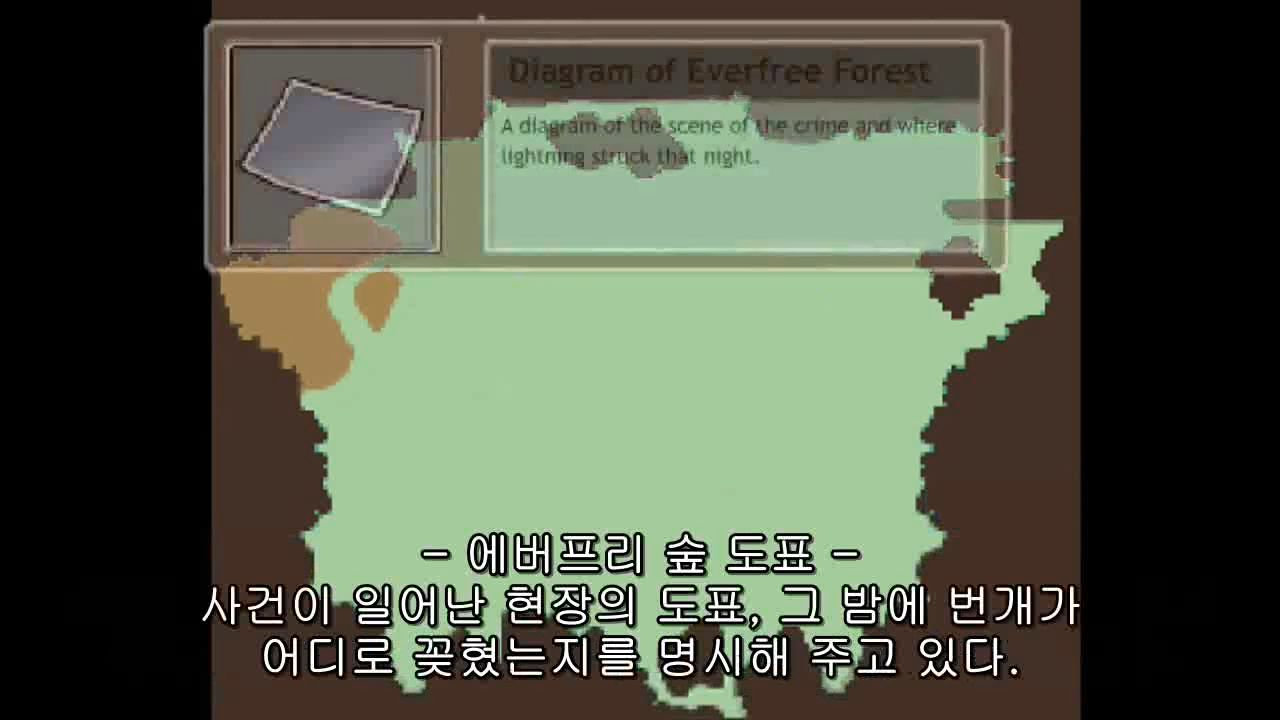 Diagram of Everfree Forest
A diagram of the scene of the crime and where
lightning struck that night.
- 에버프리 숲 도표 -
사건이 일어난 현장의 도표, 그 밤에 번개가
어디로 꽂혔는지를 명시해 주고 있다.